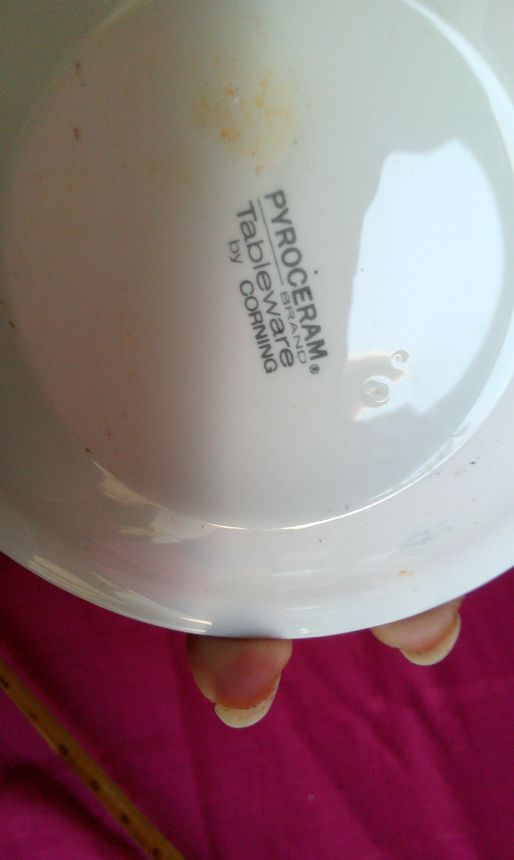 PYROCERAM®
BRAND
Tableware
by CORNING